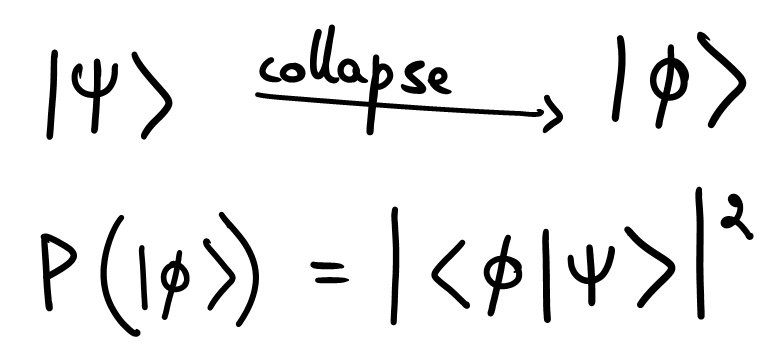 |Ψ⟩ collapse → |ϕ⟩
P(|ϕ⟩) = |<ϕ|Ψ>|²